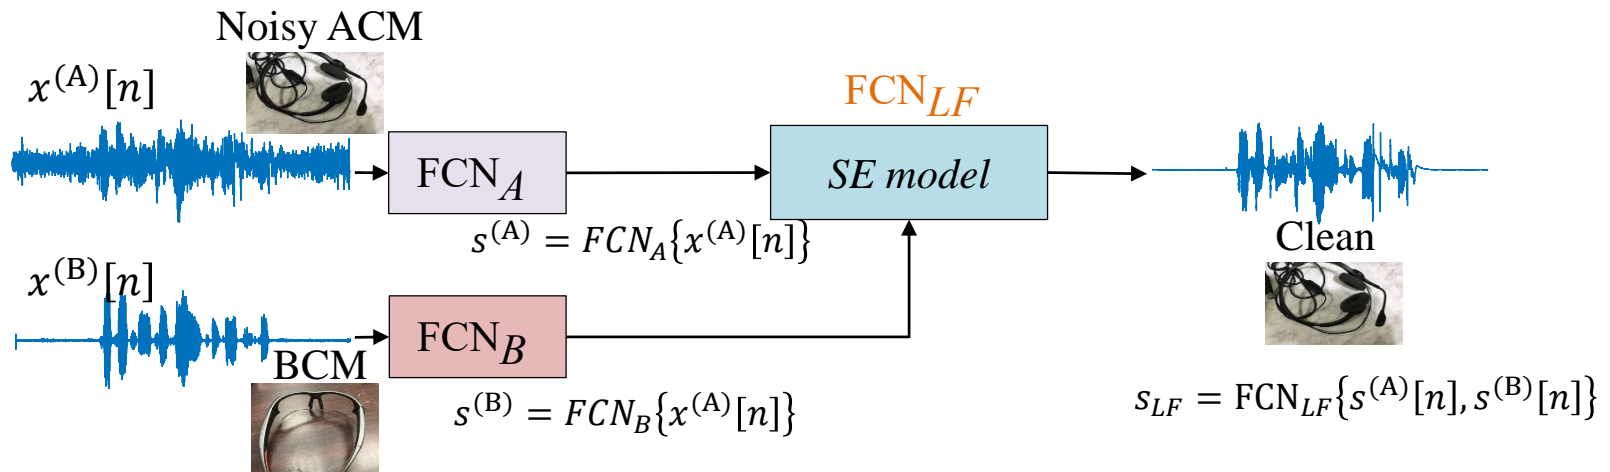 Noisy ACM
x^(A)[n]
FCN_LF
FCN_A
SE model
s^(A) = FCN_A{x^(A)[n]}
Clean
x^(B)[n]
FCN_B
BCM
s^(B) = FCN_B{x^(A)[n]}
s_LF = FCN_LF{s^(A)[n], s^(B)[n]}